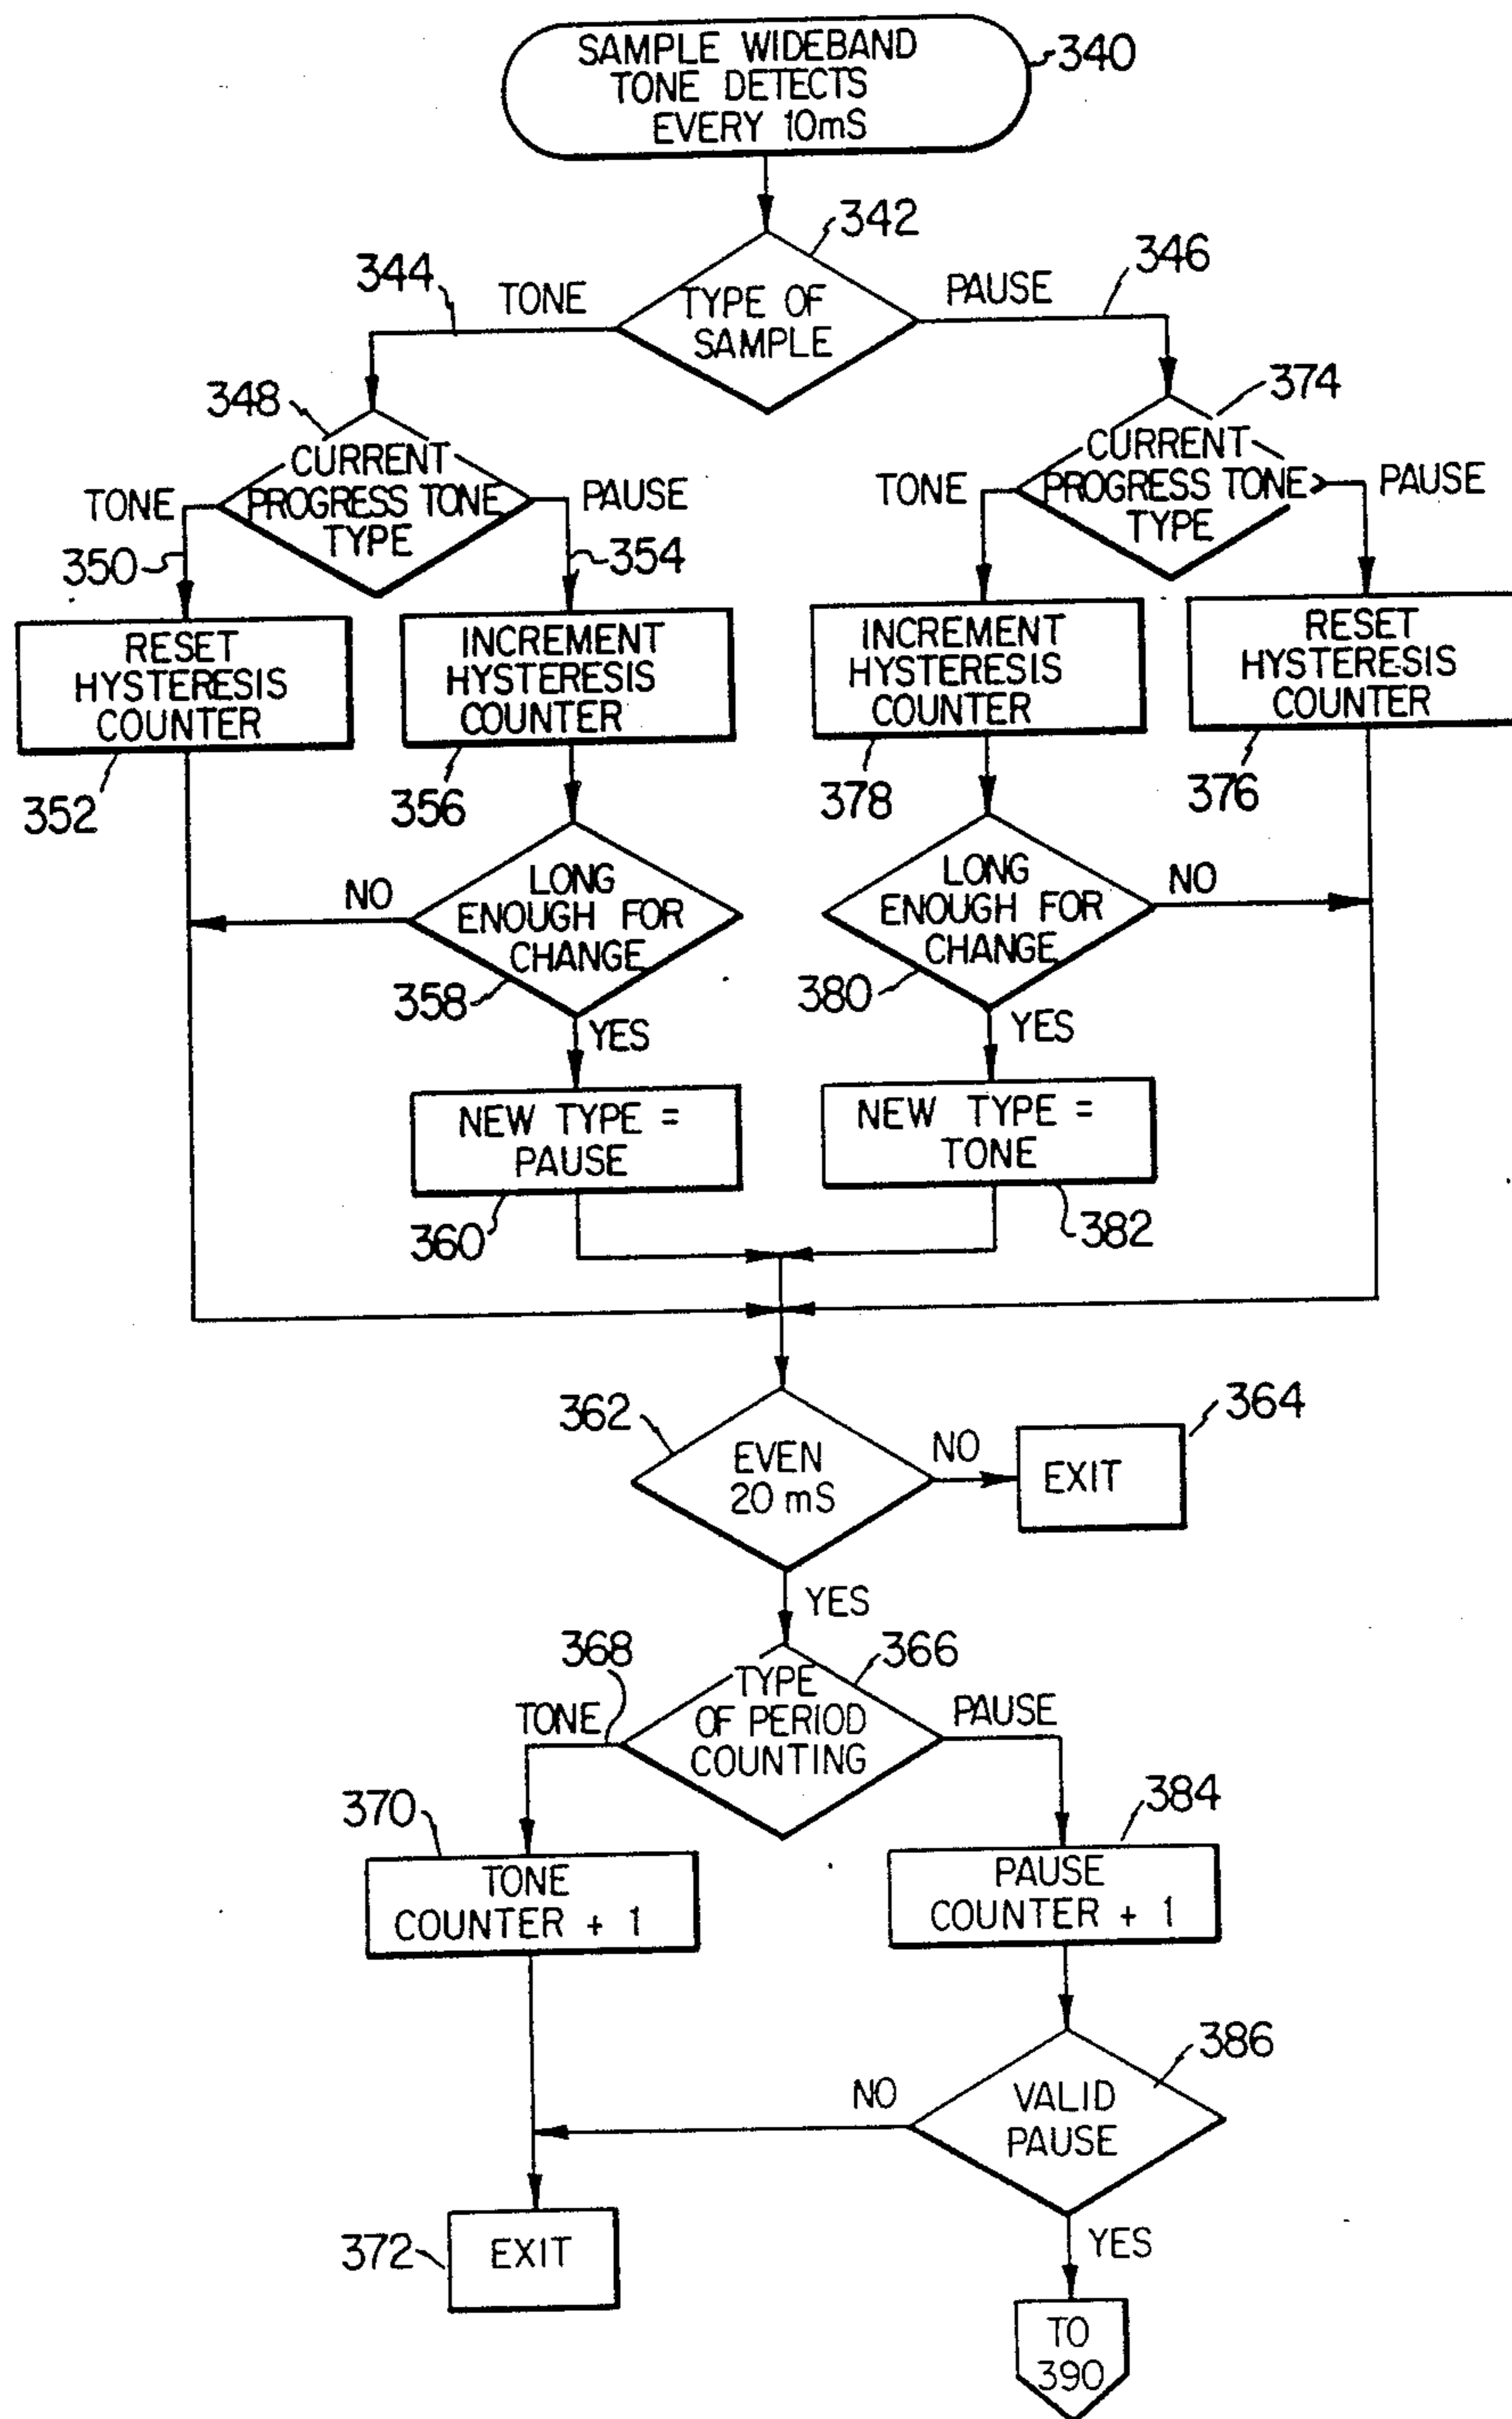 SAMPLE WIDEBAND
TONE DETECTS
EVERY 10mS
340
342
344
TONE
TYPE OF
SAMPLE
PAUSE
346
348
CURRENT
PROGRESS TONE
TYPE
TONE
PAUSE
350
354
374
CURRENT
PROGRESS TONE
TYPE
TONE
PAUSE
RESET
HYSTERESIS
COUNTER
352
INCREMENT
HYSTERESIS
COUNTER
356
INCREMENT
HYSTERESIS
COUNTER
378
RESET
HYSTERESIS
COUNTER
376
NO
LONG
ENOUGH FOR
CHANGE
358
YES
LONG
ENOUGH FOR
CHANGE
NO
380
YES
NEW TYPE =
PAUSE
360
NEW TYPE =
TONE
382
362
EVEN
20 mS
NO
364
EXIT
YES
368
366
TONE
TYPE
OF PERIOD
COUNTING
PAUSE
370
TONE
COUNTER + 1
384
PAUSE
COUNTER + 1
386
NO
VALID
PAUSE
372
EXIT
YES
TO
390